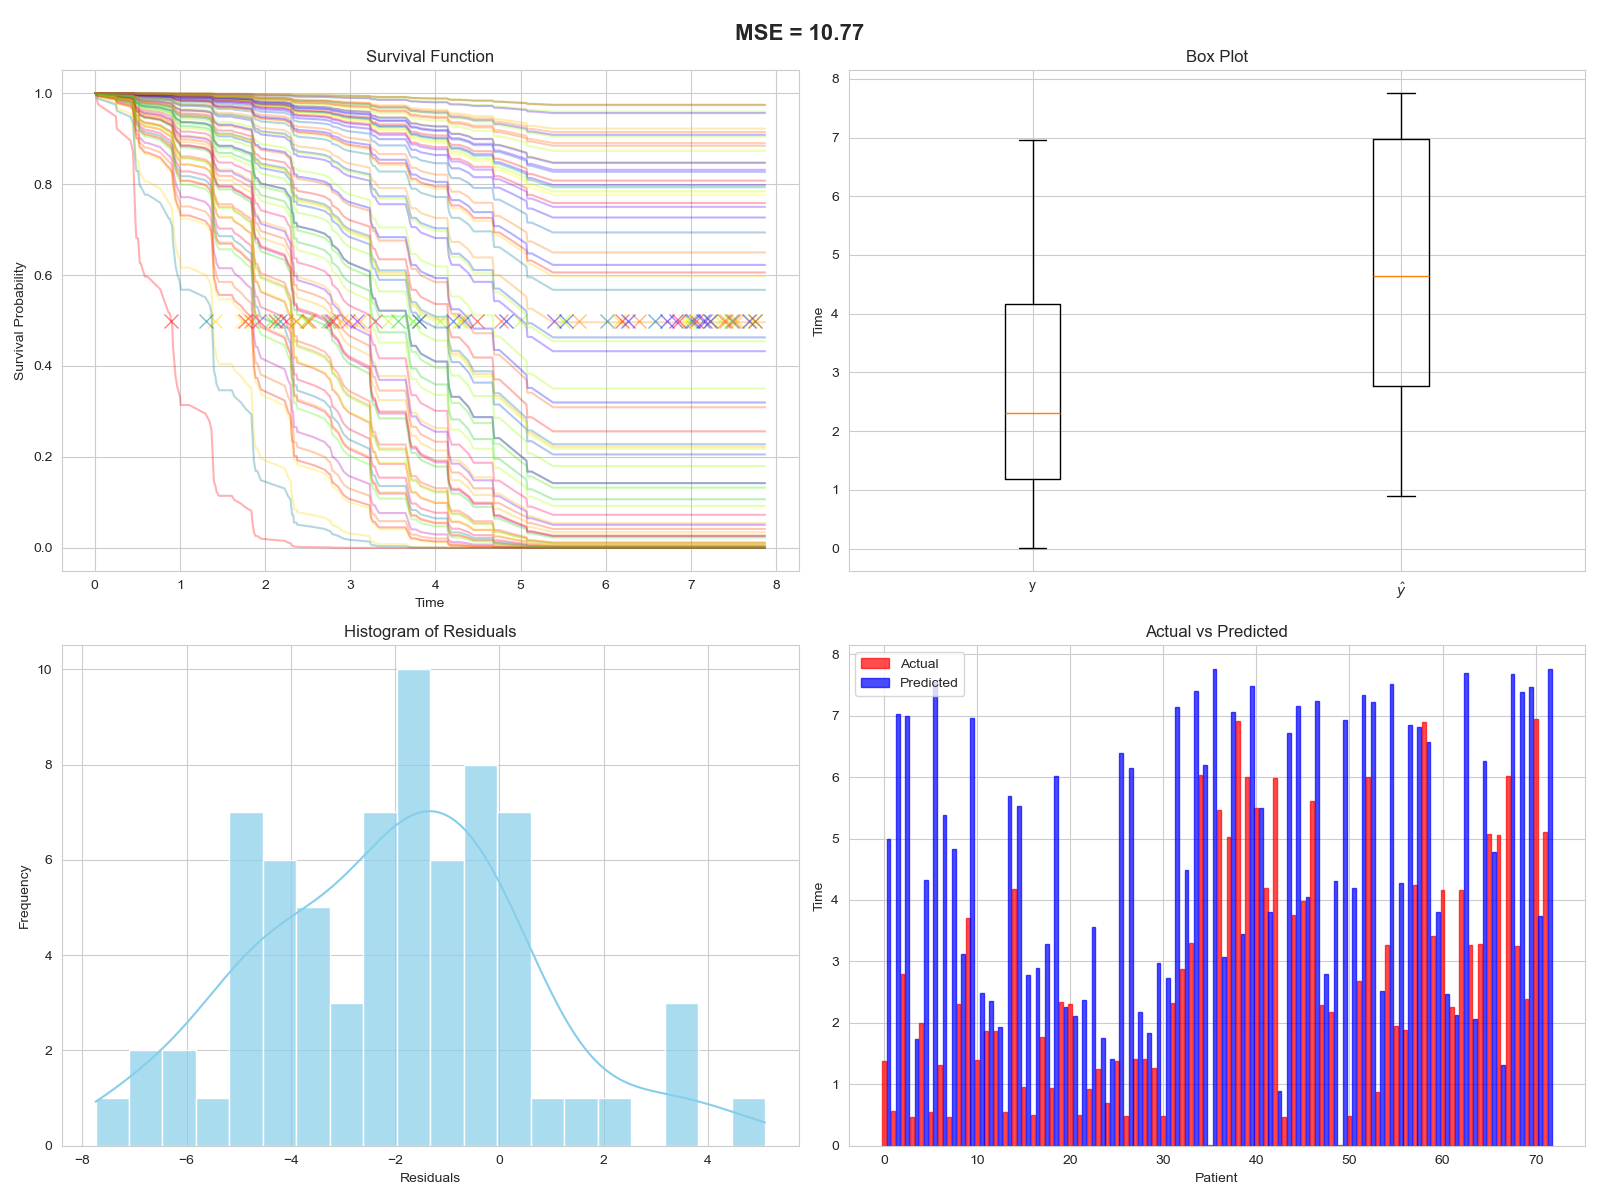 MSE = 10.77
Survival Function
Survival Probability
1.0
0.8
0.6
0.4
0.2
0.0
0 1 2 3 4 5 6 7 8
Time
Box Plot
Time
8
7
6
5
4
3
2
1
0
y ŷ
Histogram of Residuals
Frequency
10
8
6
4
2
0
−8 −6 −4 −2 0 2 4
Residuals
Actual vs Predicted
Actual
Predicted
Time
8
7
6
5
4
3
2
1
0
0 10 20 30 40 50 60 70
Patient